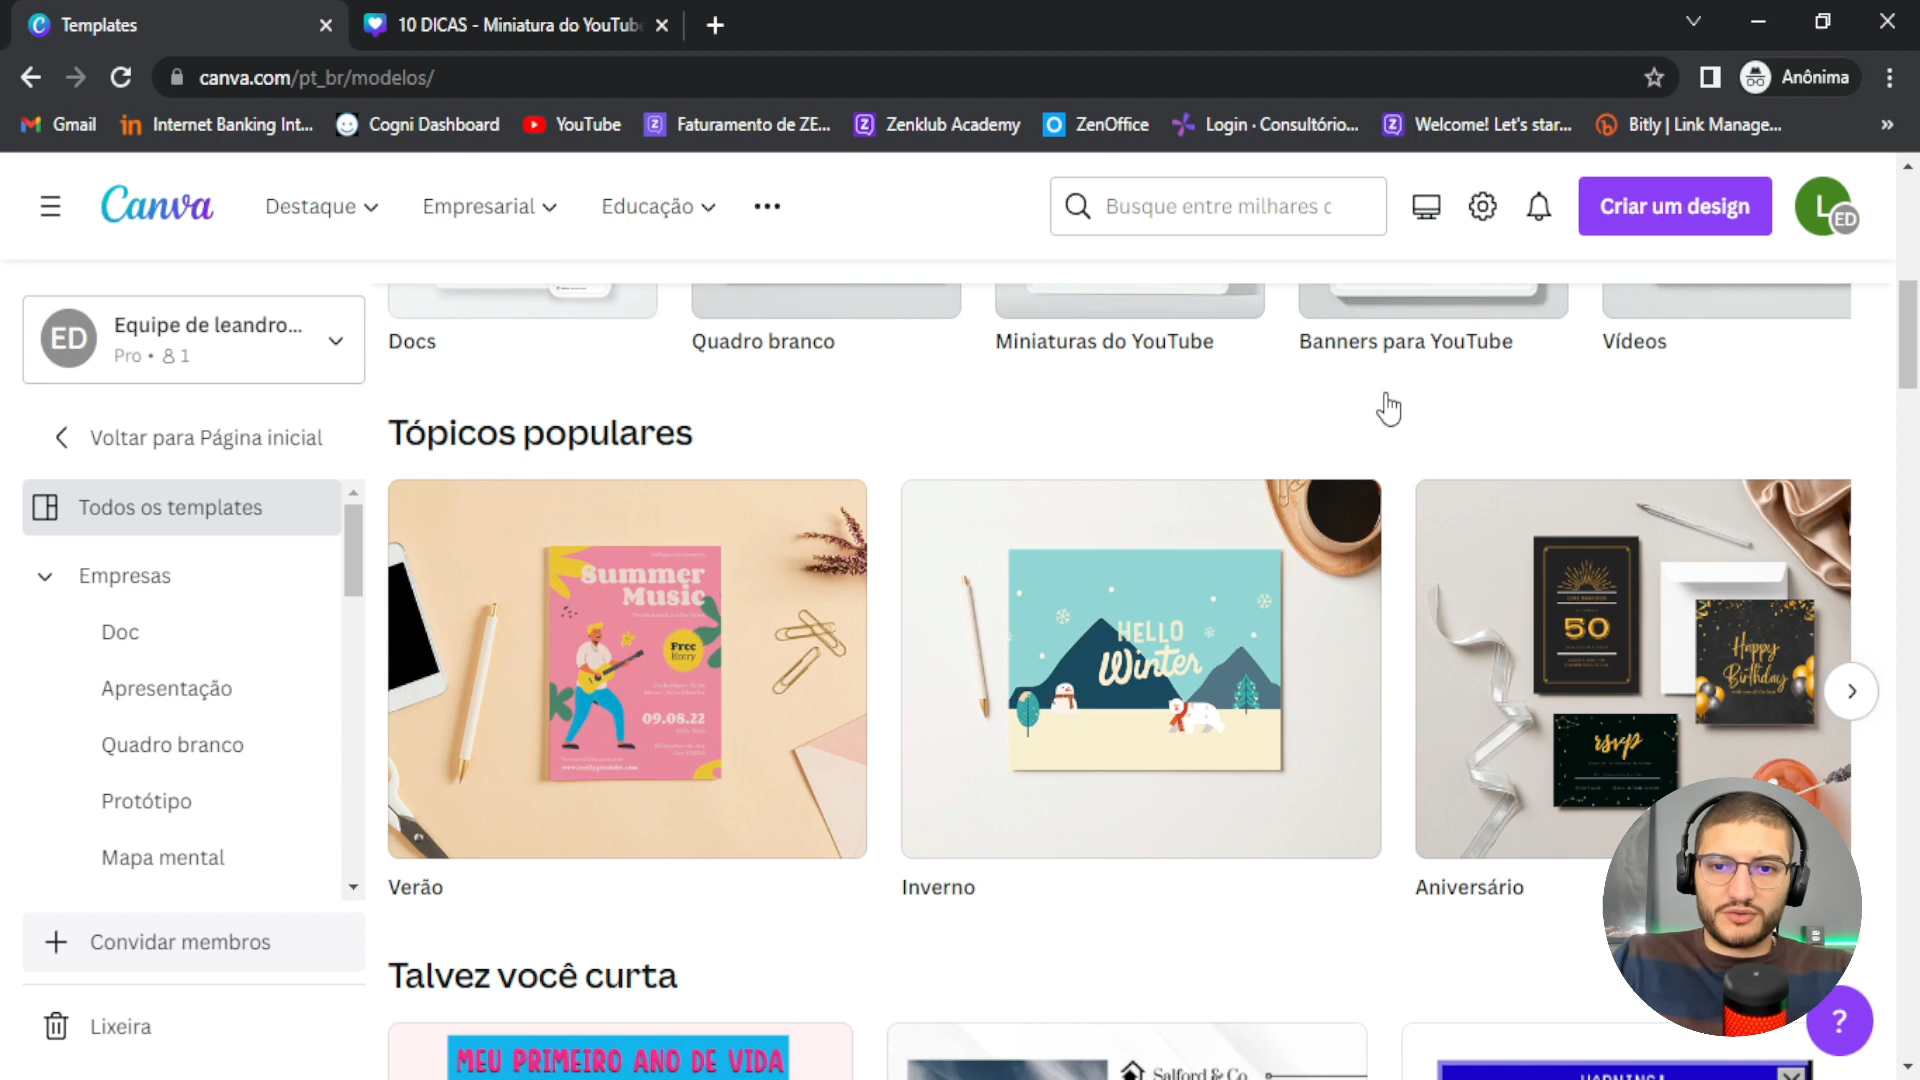 Templates
10 DICAS - Miniatura do YouTub
canva.com/pt_br/modelos/
Anônima
Gmail
Internet Banking Int...
Cogni Dashboard
YouTube
Faturamento de ZE...
Zenklub Academy
ZenOffice
Login · Consultório...
Welcome! Let's star...
Bitly | Link Manage...
»
Canva
Destaque
Empresarial
Educação
Busque entre milhares c
Criar um design
L
ED
ED
Equipe de leandro...
Pro • 1
Docs
Quadro branco
Miniaturas do YouTube
Banners para YouTube
Vídeos
Voltar para Página inicial
Tópicos populares
Todos os templates
Empresas
Doc
Apresentação
Quadro branco
Protótipo
Mapa mental
Convidar membros
Lixeira
Summer
Music
Free
Entry
09.08.22
HELLO
Winter
50
Happy
Birthday
rsvp
Verão
Inverno
Aniversário
Talvez você curta
MEU PRIMEIRO ANO DE VIDA
Salford & Co.
WARNING!
?